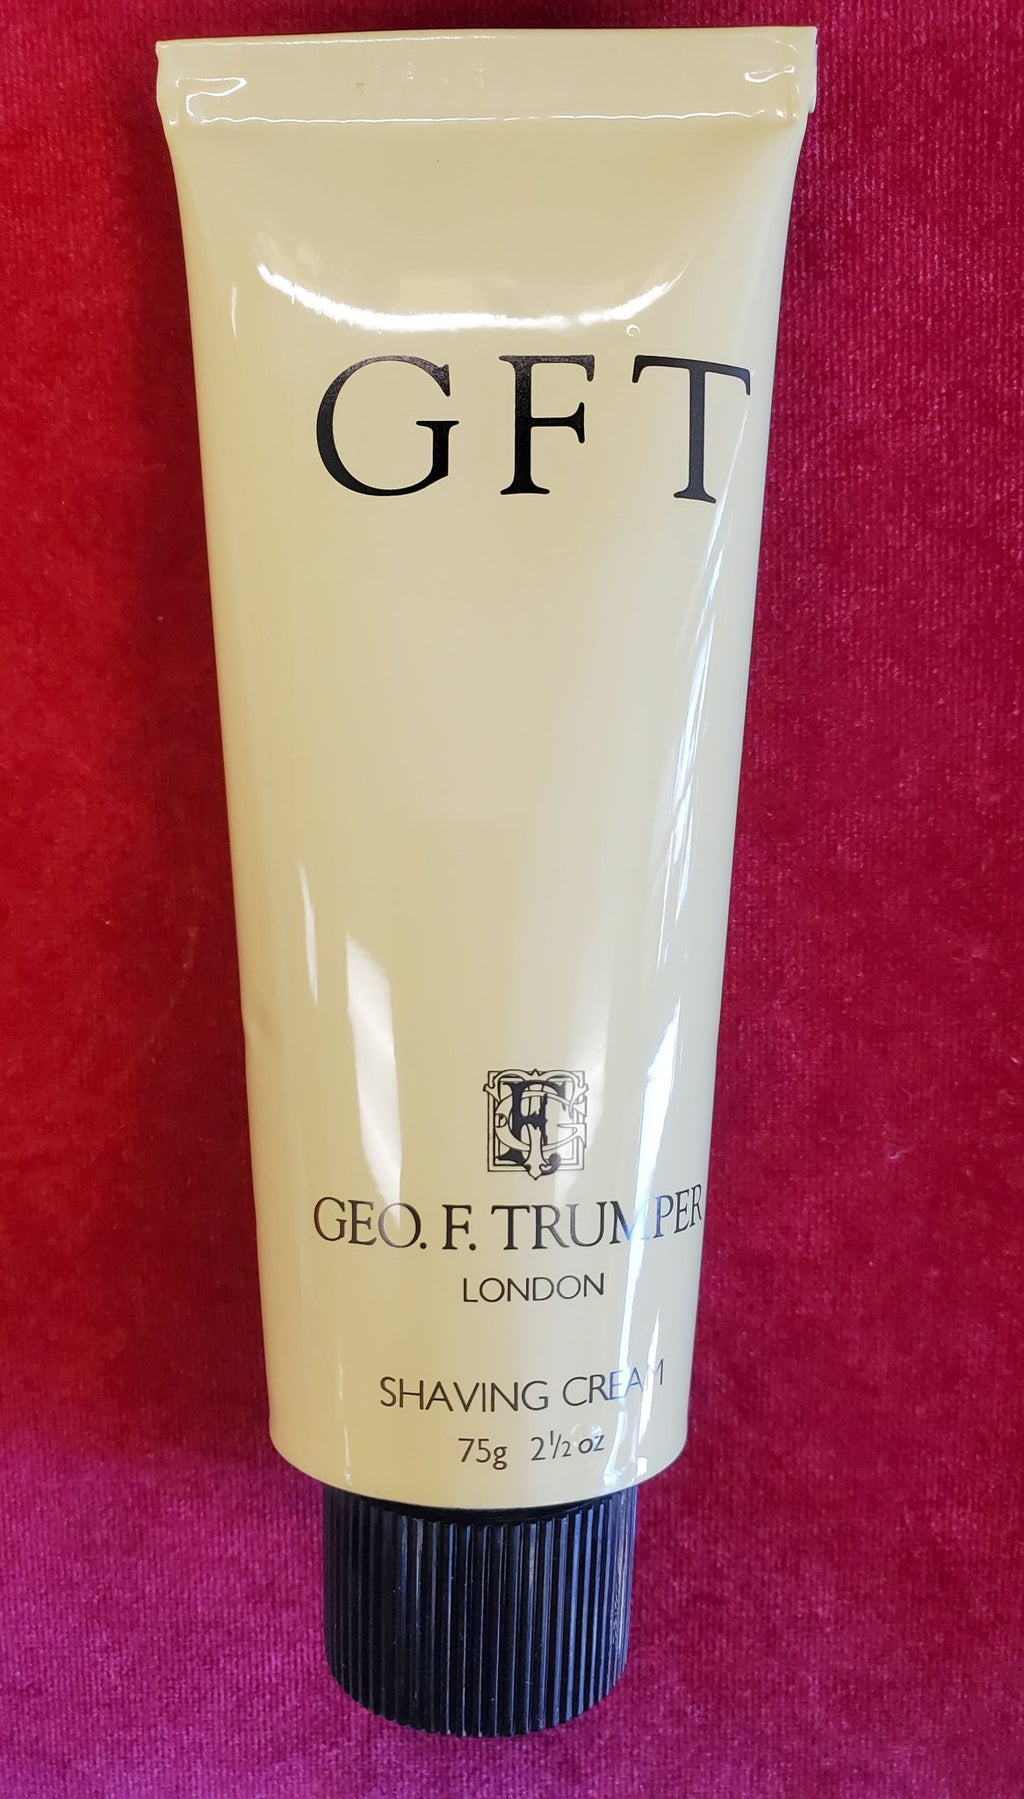 GFT
GEO. F. TRUMPER
LONDON
SHAVING CREAM
75g 2½ oz